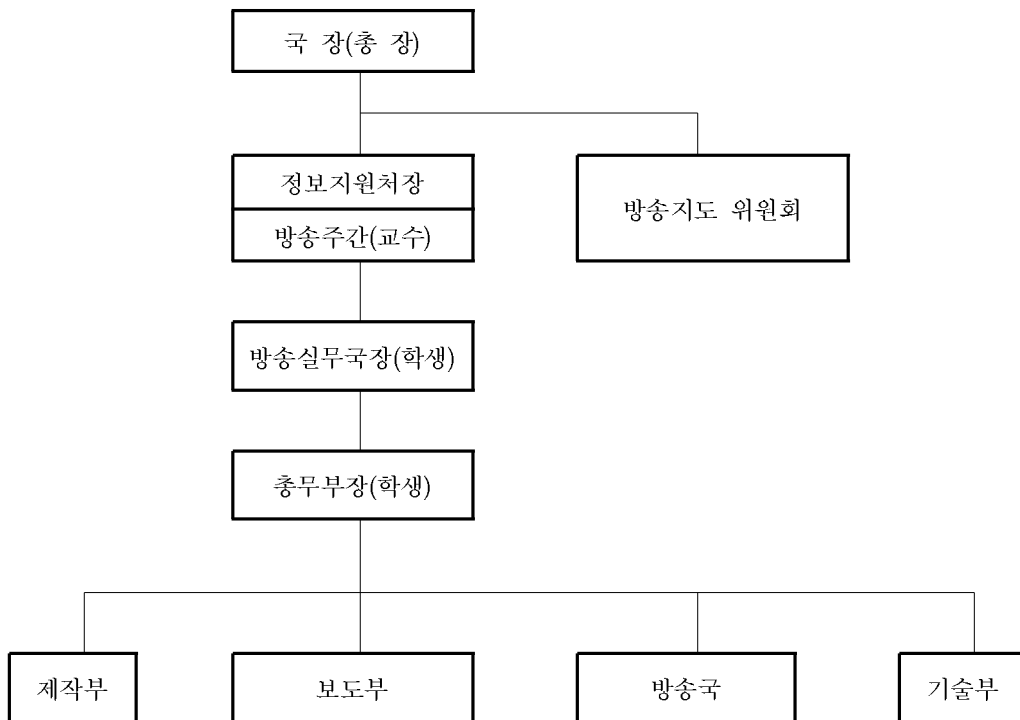 국 장(총 장)
정보지원처장
방송지도 위원회
방송주간(교수)
방송실무국장(학생)
총무부장(학생)
제작부
보도부
방송국
기술부